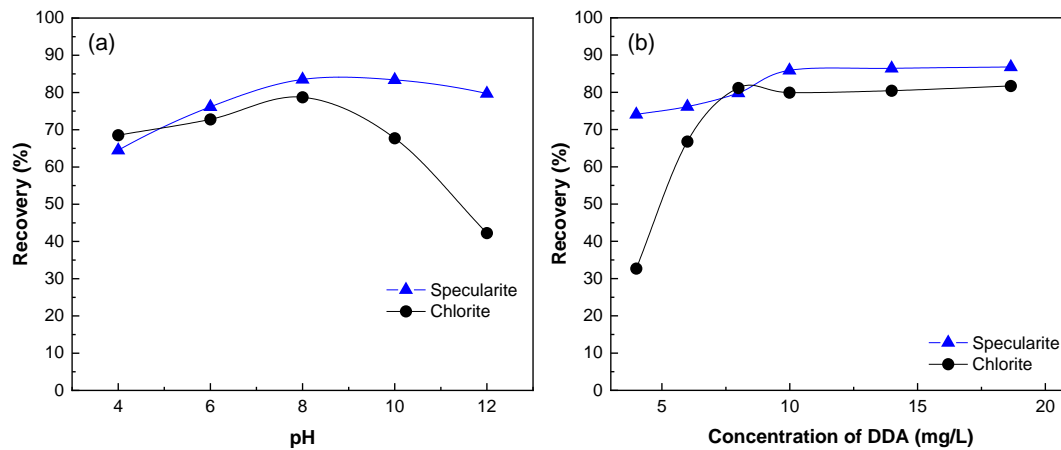 (a)
100
90
80
70
60
50
40
30
20
10
0
Recovery (%)
4 6 8 10 12
pH
Specularite
Chlorite
(b)
100
90
80
70
60
50
40
30
20
10
0
Recovery (%)
5 10 15 20
Concentration of DDA (mg/L)
Specularite
Chlorite